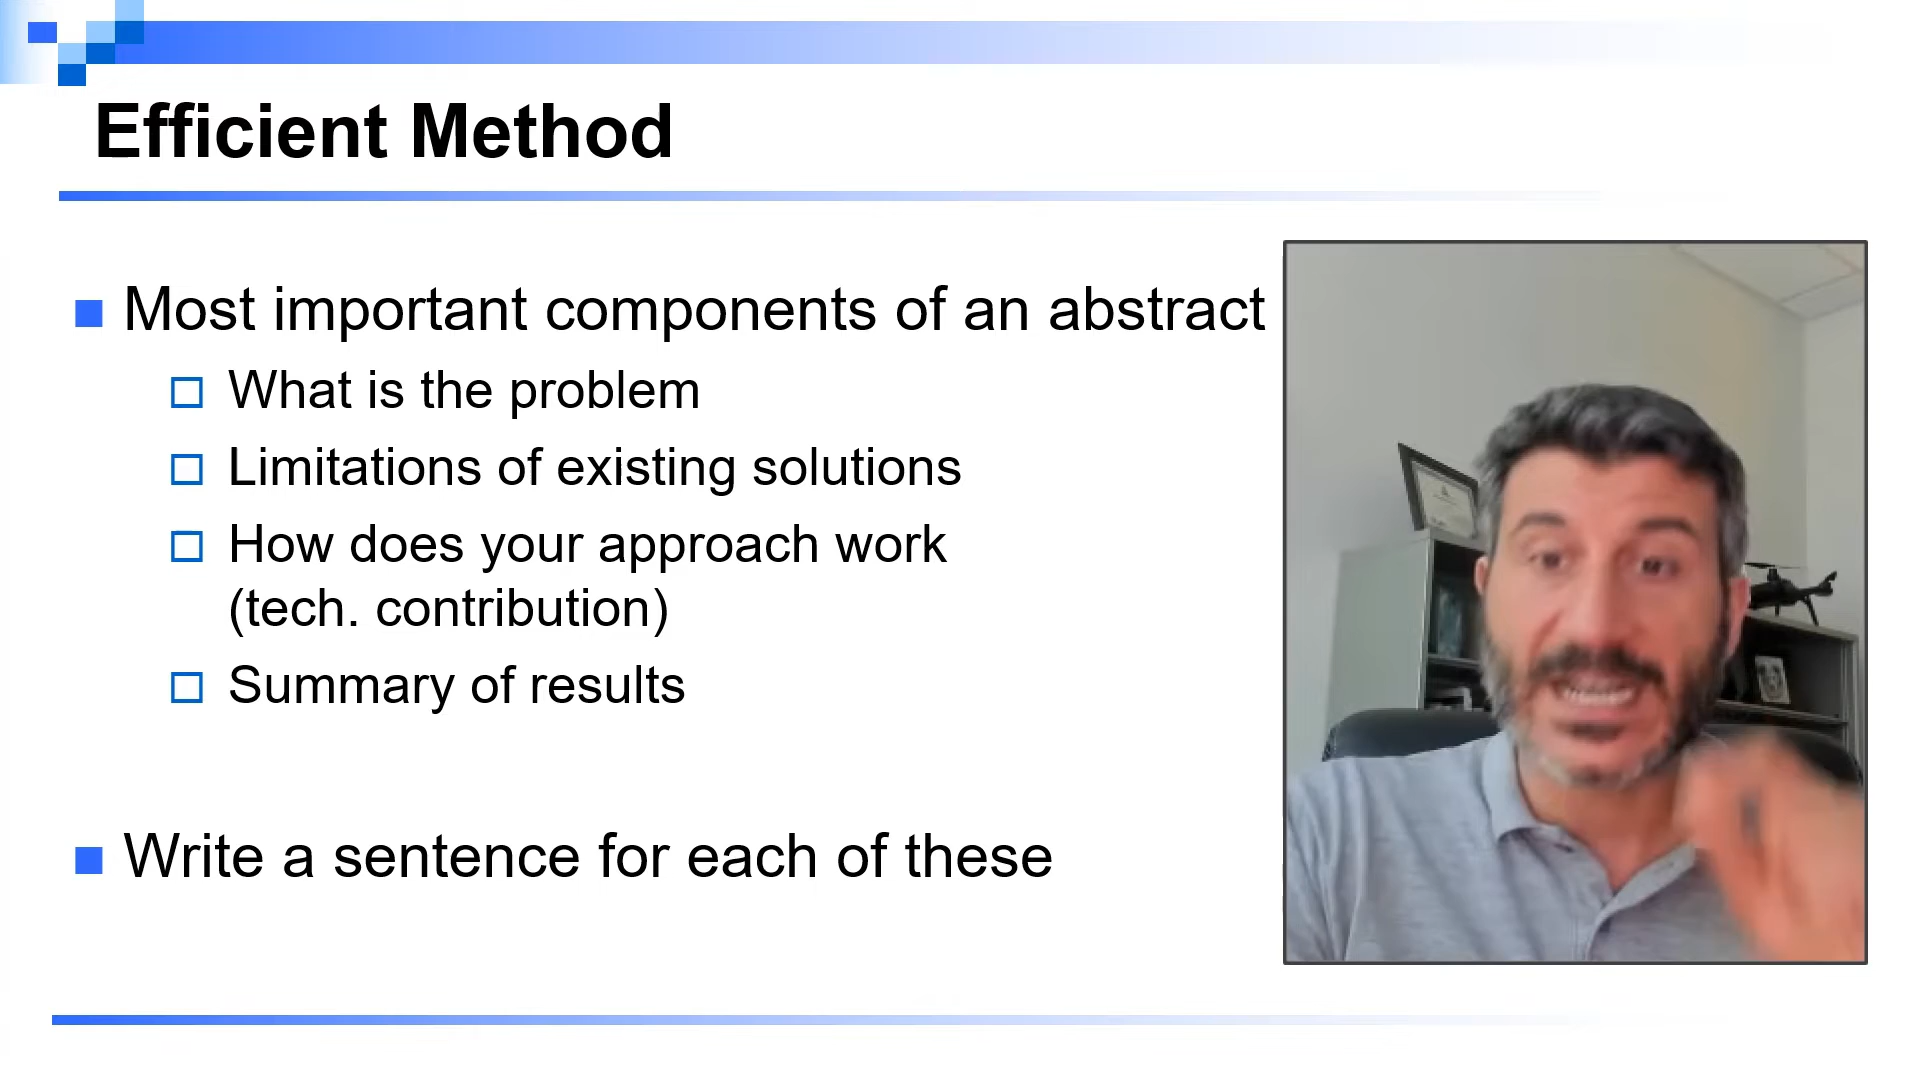 Efficient Method
Most important components of an abstract
What is the problem
Limitations of existing solutions
How does your approach work
(tech. contribution)
Summary of results
Write a sentence for each of these